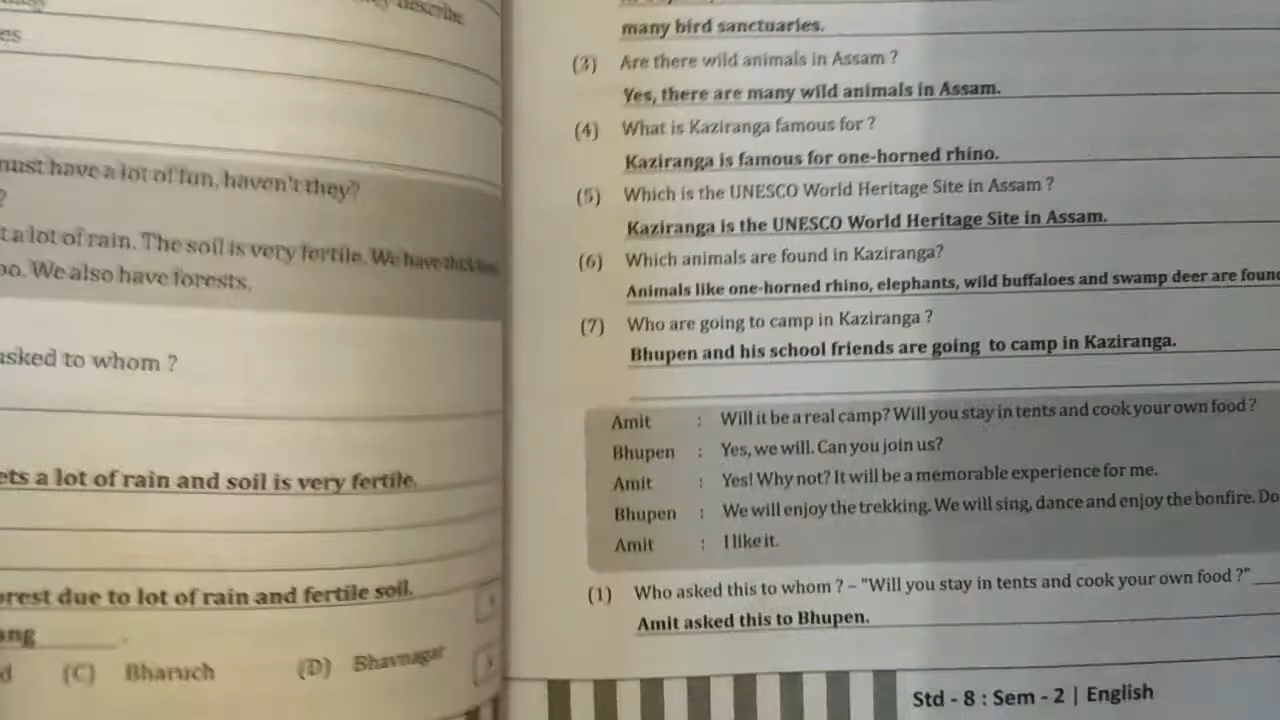 describe
es
must have a lot of fun, haven't they?
?
t a lot of rain. The soil is very fertile. We have thick
oo. We also have forests.
asked to whom ?
ets a lot of rain and soil is very fertile.
orest due to lot of rain and fertile soil.
ang ______ .
d (C) Bharuch (D) Bhavnagar
many bird sanctuaries.
(3) Are there wild animals in Assam ?
Yes, there are many wild animals in Assam.
(4) What is Kaziranga famous for ?
Kaziranga is famous for one-horned rhino.
(5) Which is the UNESCO World Heritage Site in Assam ?
Kaziranga is the UNESCO World Heritage Site in Assam.
(6) Which animals are found in Kaziranga?
Animals like one-horned rhino, elephants, wild buffaloes and swamp deer are found
(7) Who are going to camp in Kaziranga ?
Bhupen and his school friends are going to camp in Kaziranga.
Amit : Will it be a real camp? Will you stay in tents and cook your own food ?
Bhupen : Yes, we will. Can you join us?
Amit : Yes! Why not? It will be a memorable experience for me.
Bhupen : We will enjoy the trekking. We will sing, dance and enjoy the bonfire. Do
Amit : I like it.
(1) Who asked this to whom ? – "Will you stay in tents and cook your own food ?" __
Amit asked this to Bhupen.
Std - 8 : Sem - 2 | English